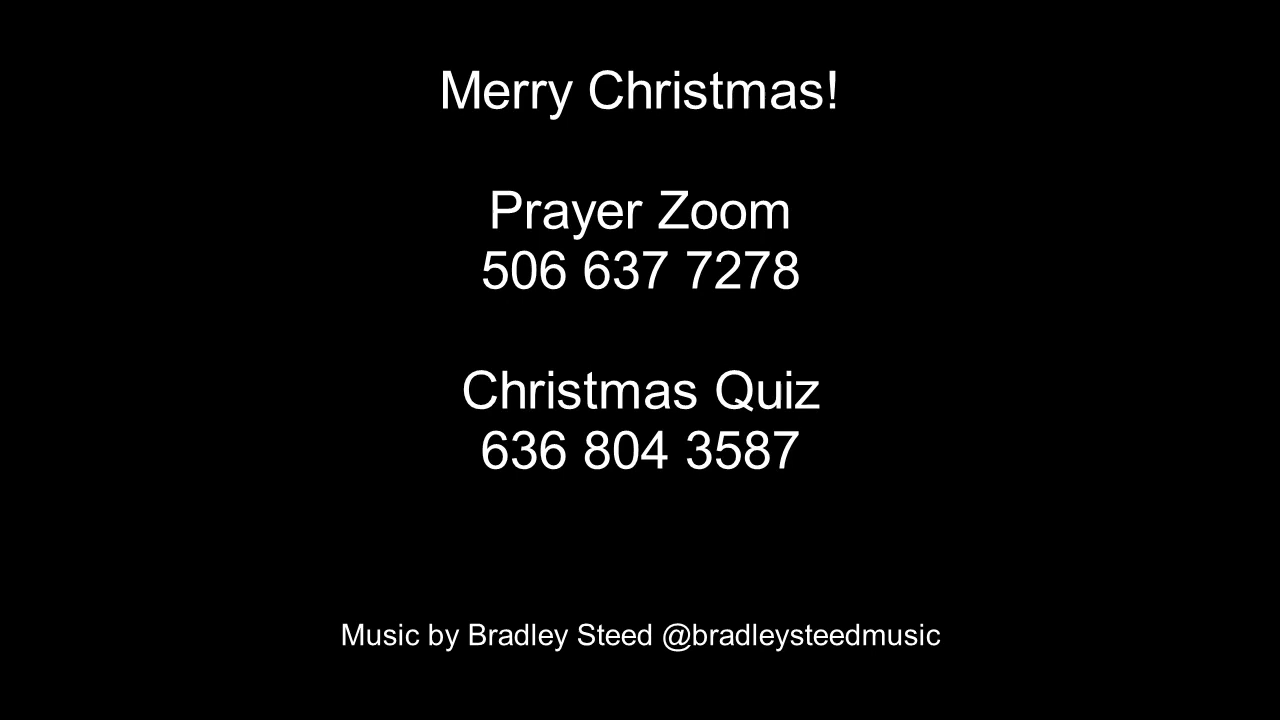 Merry Christmas!
Prayer Zoom
506 637 7278
Christmas Quiz
636 804 3587
Music by Bradley Steed @bradleysteedmusic